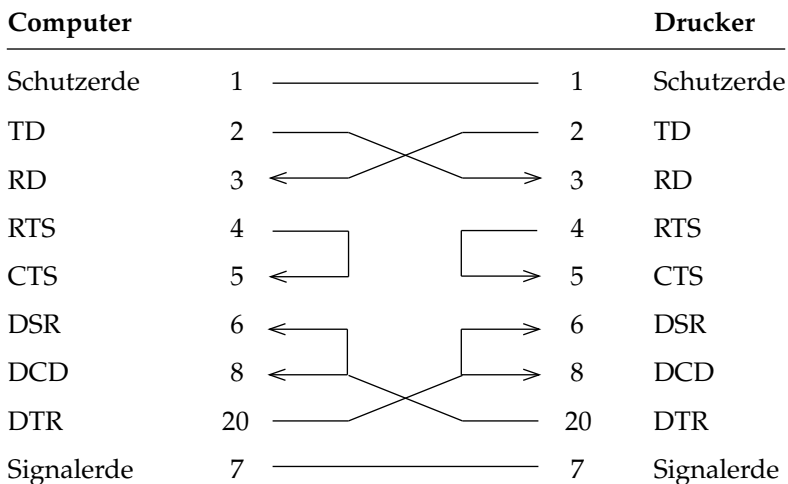 Computer Drucker
Schutzerde 1 1 Schutzerde
TD 2 2 TD
RD 3 3 RD
RTS 4 4 RTS
CTS 5 5 CTS
DSR 6 6 DSR
DCD 8 8 DCD
DTR 20 20 DTR
Signalerde 7 7 Signalerde